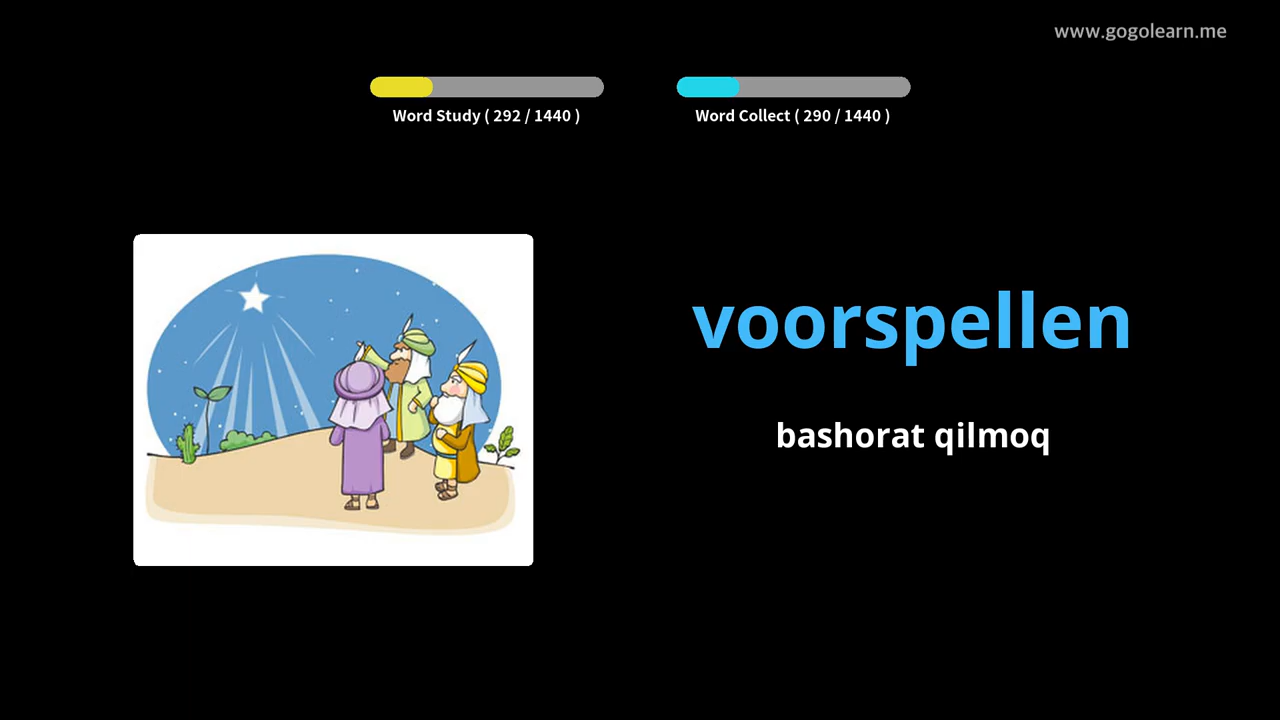 www.gogolearn.me
Word Study ( 292 / 1440 )
Word Collect ( 290 / 1440 )
voorspellen
bashorat qilmoq